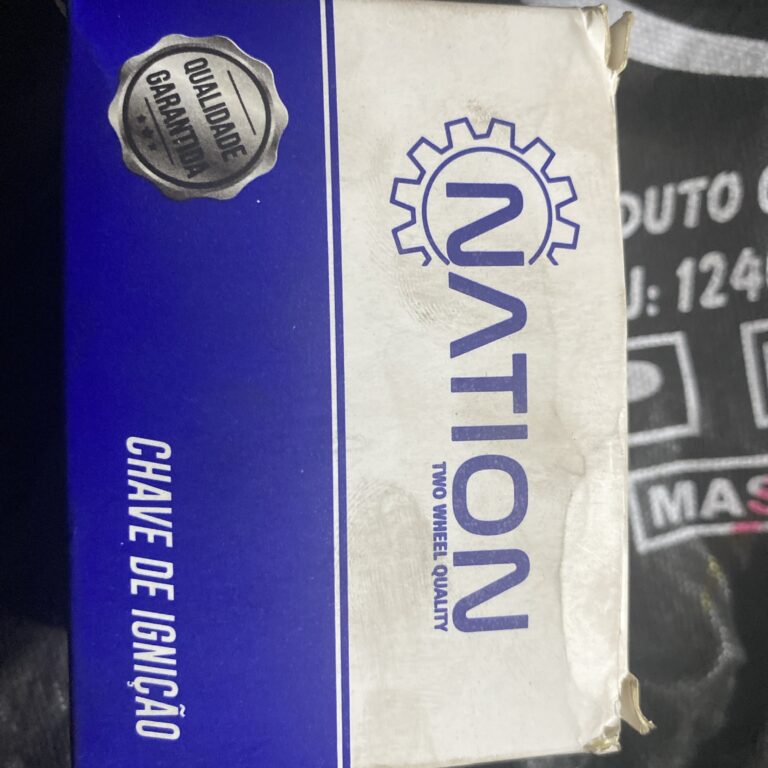 QUALIDADE
GARANTIDA
NATION
TWO WHEEL QUALITY
CHAVE DE IGNIÇÃO
DUTO
: 124
MAS